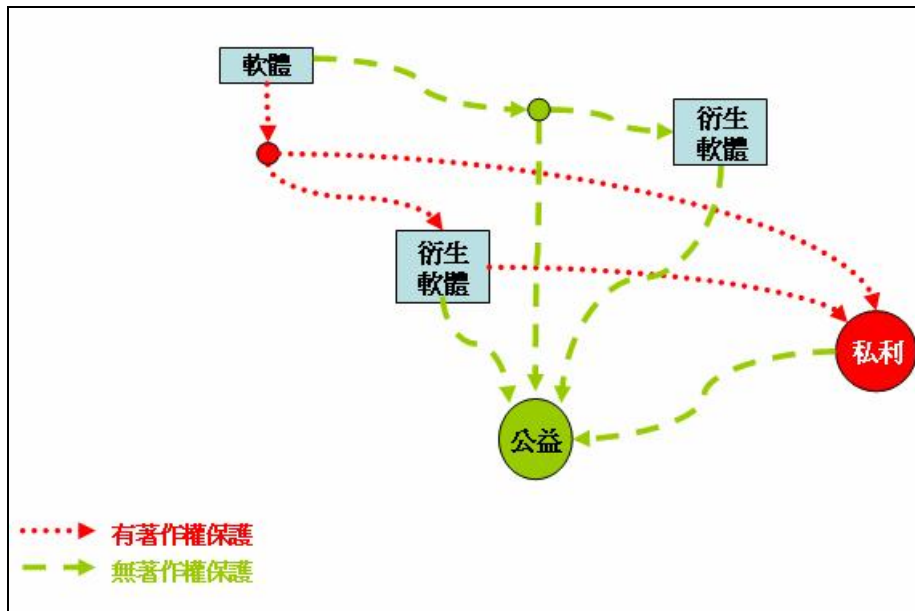 軟體
衍生
軟體
衍生
軟體
私利
公益
有著作權保護
無著作權保護